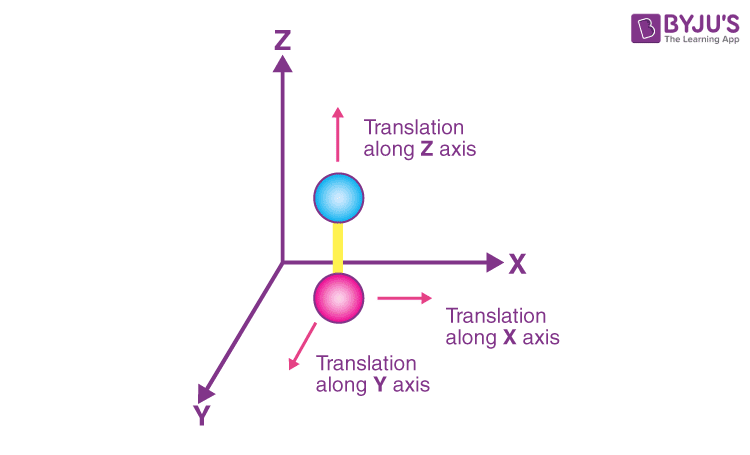 BYJU'S
The Learning App
Z
Translation
along Z axis
X
Translation
along X axis
Translation
along Y axis
Y